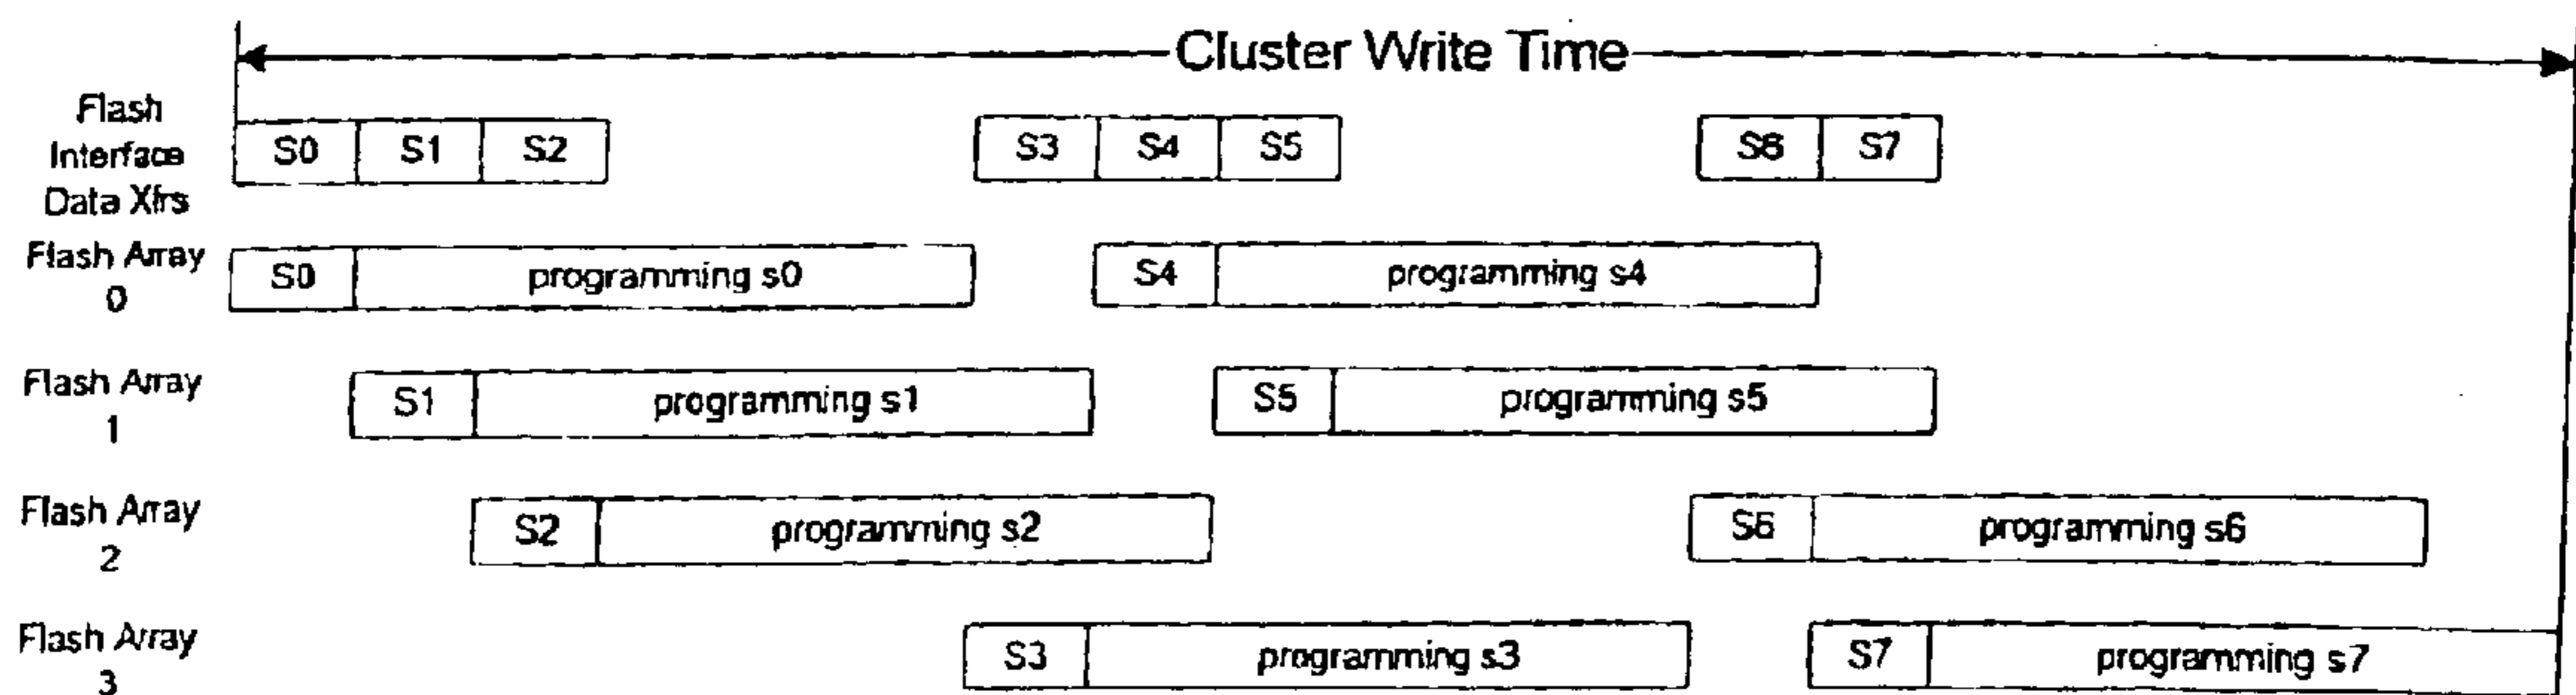 Cluster Write Time
Flash
Interface
Data Xfrs
S0 S1 S2 S3 S4 S5 S6 S7
Flash Array
0
S0 programming s0 S4 programming s4
Flash Array
1
S1 programming s1 S5 programming s5
Flash Array
2
S2 programming s2 S6 programming s6
Flash Array
3
S3 programming s3 S7 programming s7